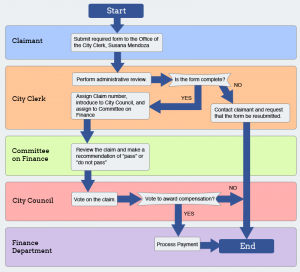 Start
Claimant
Submit required form to the Office of
the City Clerk, Susana Mendoza
City Clerk
Perform administrative review.
Is the form complete?
YES
NO
Assign Claim number,
introduce to City Council, and
assign to Committee on
Finance
Contact claimant and request
that the form be resubmitted.
Committee
on Finance
Review the claim and make a
recommendation of "pass" or
"do not pass"
City Council
Vote on the claim.
Vote to award compensation?
NO
YES
Finance
Department
Process Payment
End